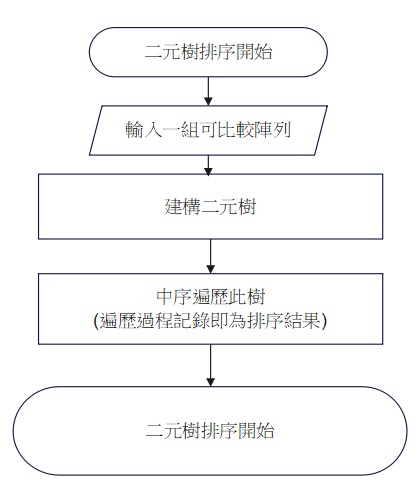 二元樹排序開始
輸入一組可比較陣列
建構二元樹
中序遍歷此樹
(遍歷過程記錄即為排序結果)
二元樹排序開始